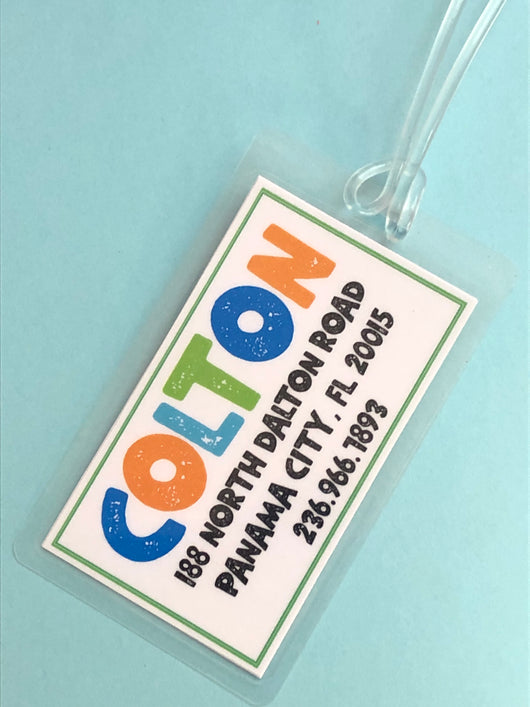 COLTON
188 NORTH DALTON ROAD
PANAMA CITY, FL 20015
236.966.1893